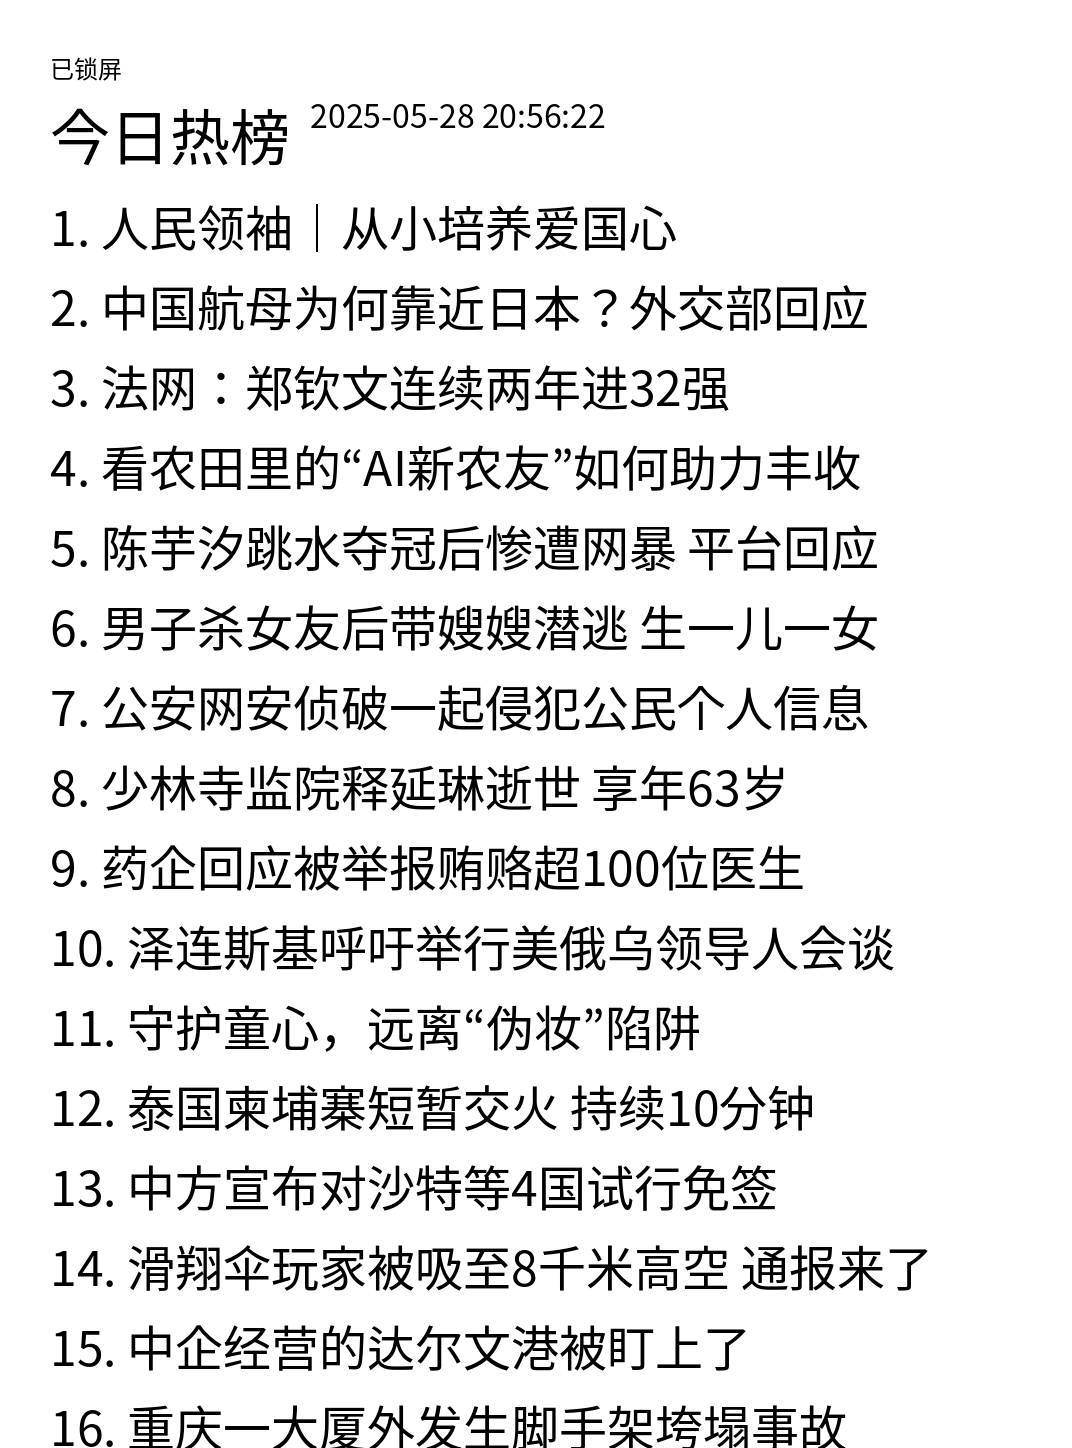 已锁屏
今日热榜 2025-05-28 20:56:22
1. 人民领袖｜从小培养爱国心
2. 中国航母为何靠近日本？外交部回应
3. 法网：郑钦文连续两年进32强
4. 看农田里的“AI新农友”如何助力丰收
5. 陈芋汐跳水夺冠后惨遭网暴 平台回应
6. 男子杀女友后带嫂嫂潜逃 生一儿一女
7. 公安网安侦破一起侵犯公民个人信息
8. 少林寺监院释延琳逝世 享年63岁
9. 药企回应被举报贿赂超100位医生
10. 泽连斯基呼吁举行美俄乌领导人会谈
11. 守护童心，远离“伪妆”陷阱
12. 泰国柬埔寨短暂交火 持续10分钟
13. 中方宣布对沙特等4国试行免签
14. 滑翔伞玩家被吸至8千米高空 通报来了
15. 中企经营的达尔文港被盯上了
16. 重庆一大厦外发生脚手架垮塌事故